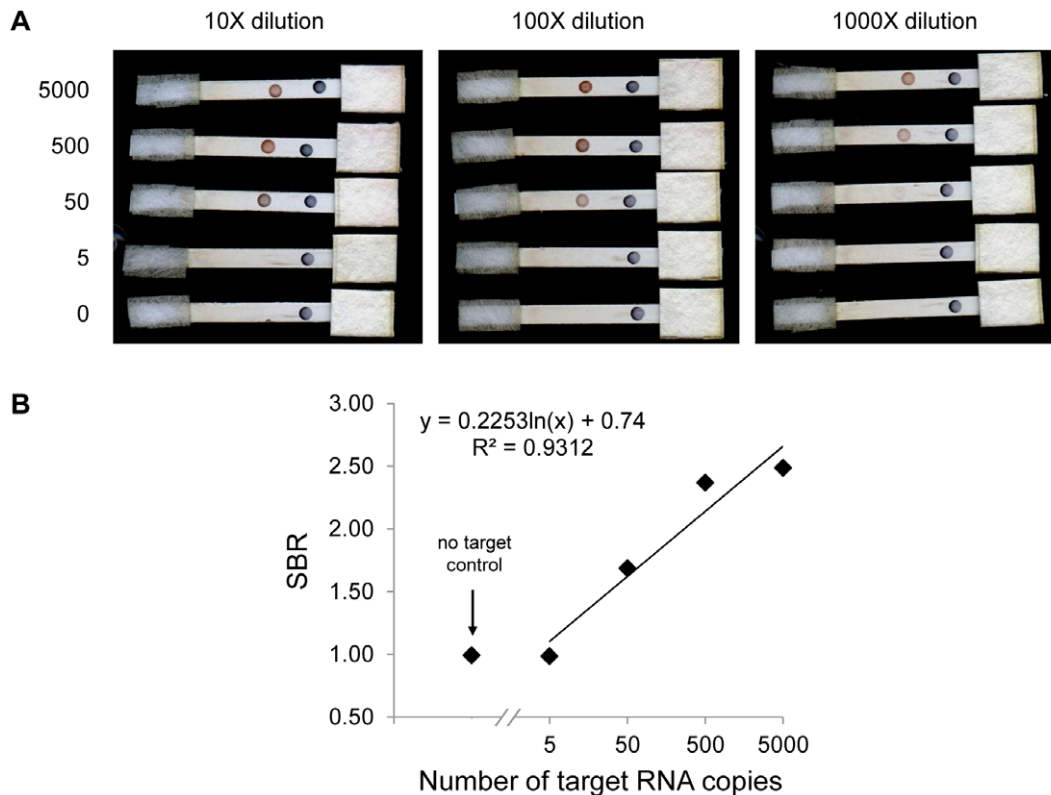 A
10X dilution
100X dilution
1000X dilution
5000
500
50
5
0
B
3.00
2.50
2.00
1.50
1.00
0.50
SBR
y = 0.2253ln(x) + 0.74
R² = 0.9312
no target
control
5
50
500
5000
Number of target RNA copies